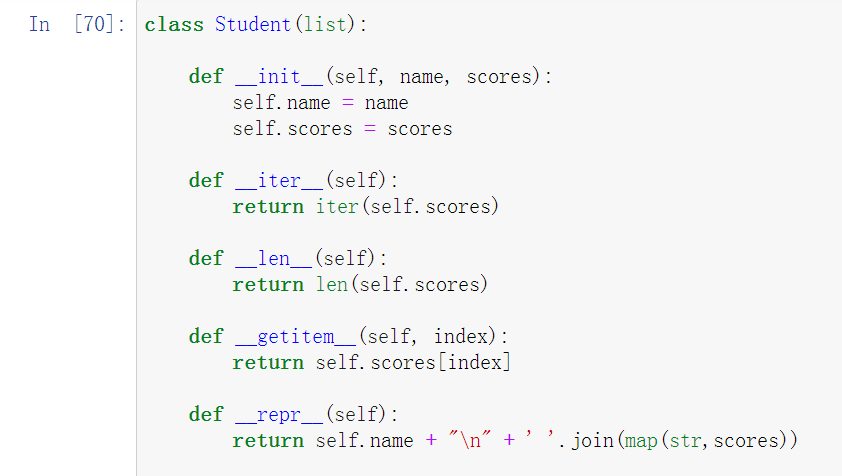 In [70]: class Student(list):
    def __init__(self, name, scores):
        self.name = name
        self.scores = scores
    def __iter__(self):
        return iter(self.scores)
    def __len__(self):
        return len(self.scores)
    def __getitem__(self, index):
        return self.scores[index]
    def __repr__(self):
        return self.name + "\n" + ' '.join(map(str,scores))